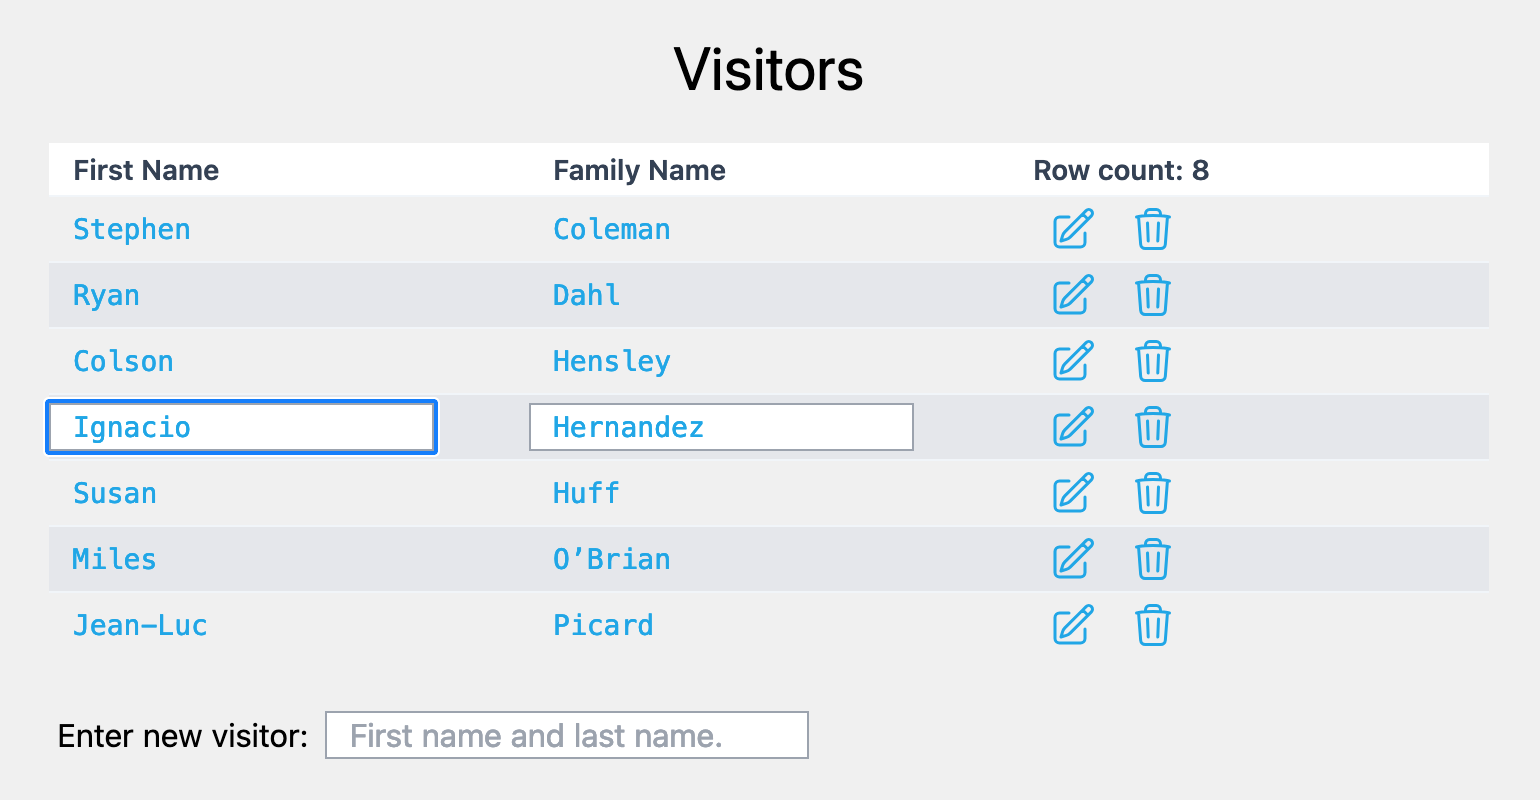 Visitors
First Name Family Name Row count: 8
Stephen Coleman
Ryan Dahl
Colson Hensley
Ignacio Hernandez
Susan Huff
Miles O’Brian
Jean-Luc Picard
Enter new visitor: First name and last name.